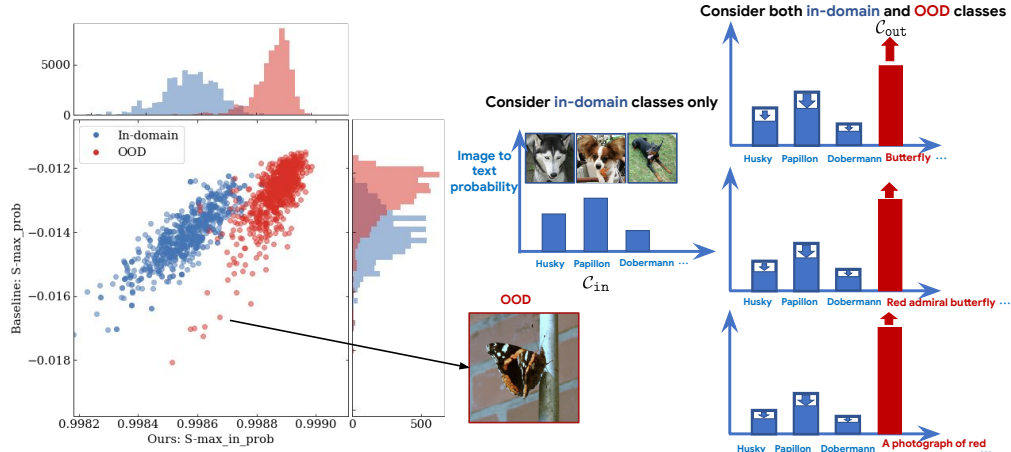 Consider both in-domain and OOD classes
C_out
5000
0
Consider in-domain classes only
In-domain
OOD
Image to
text
probability
Husky Papillon Dobermann Butterfly ...
−0.012
−0.014
−0.016
−0.018
Baseline: S-max_prob
Husky Papillon Dobermann ...
C_in
OOD
Husky Papillon Dobermann Red admiral butterfly ...
0.9982 0.9984 0.9986 0.9988 0.9990
Ours: S-max_in_prob
0 500
A photograph of red
Husky Papillon Dobermann ...